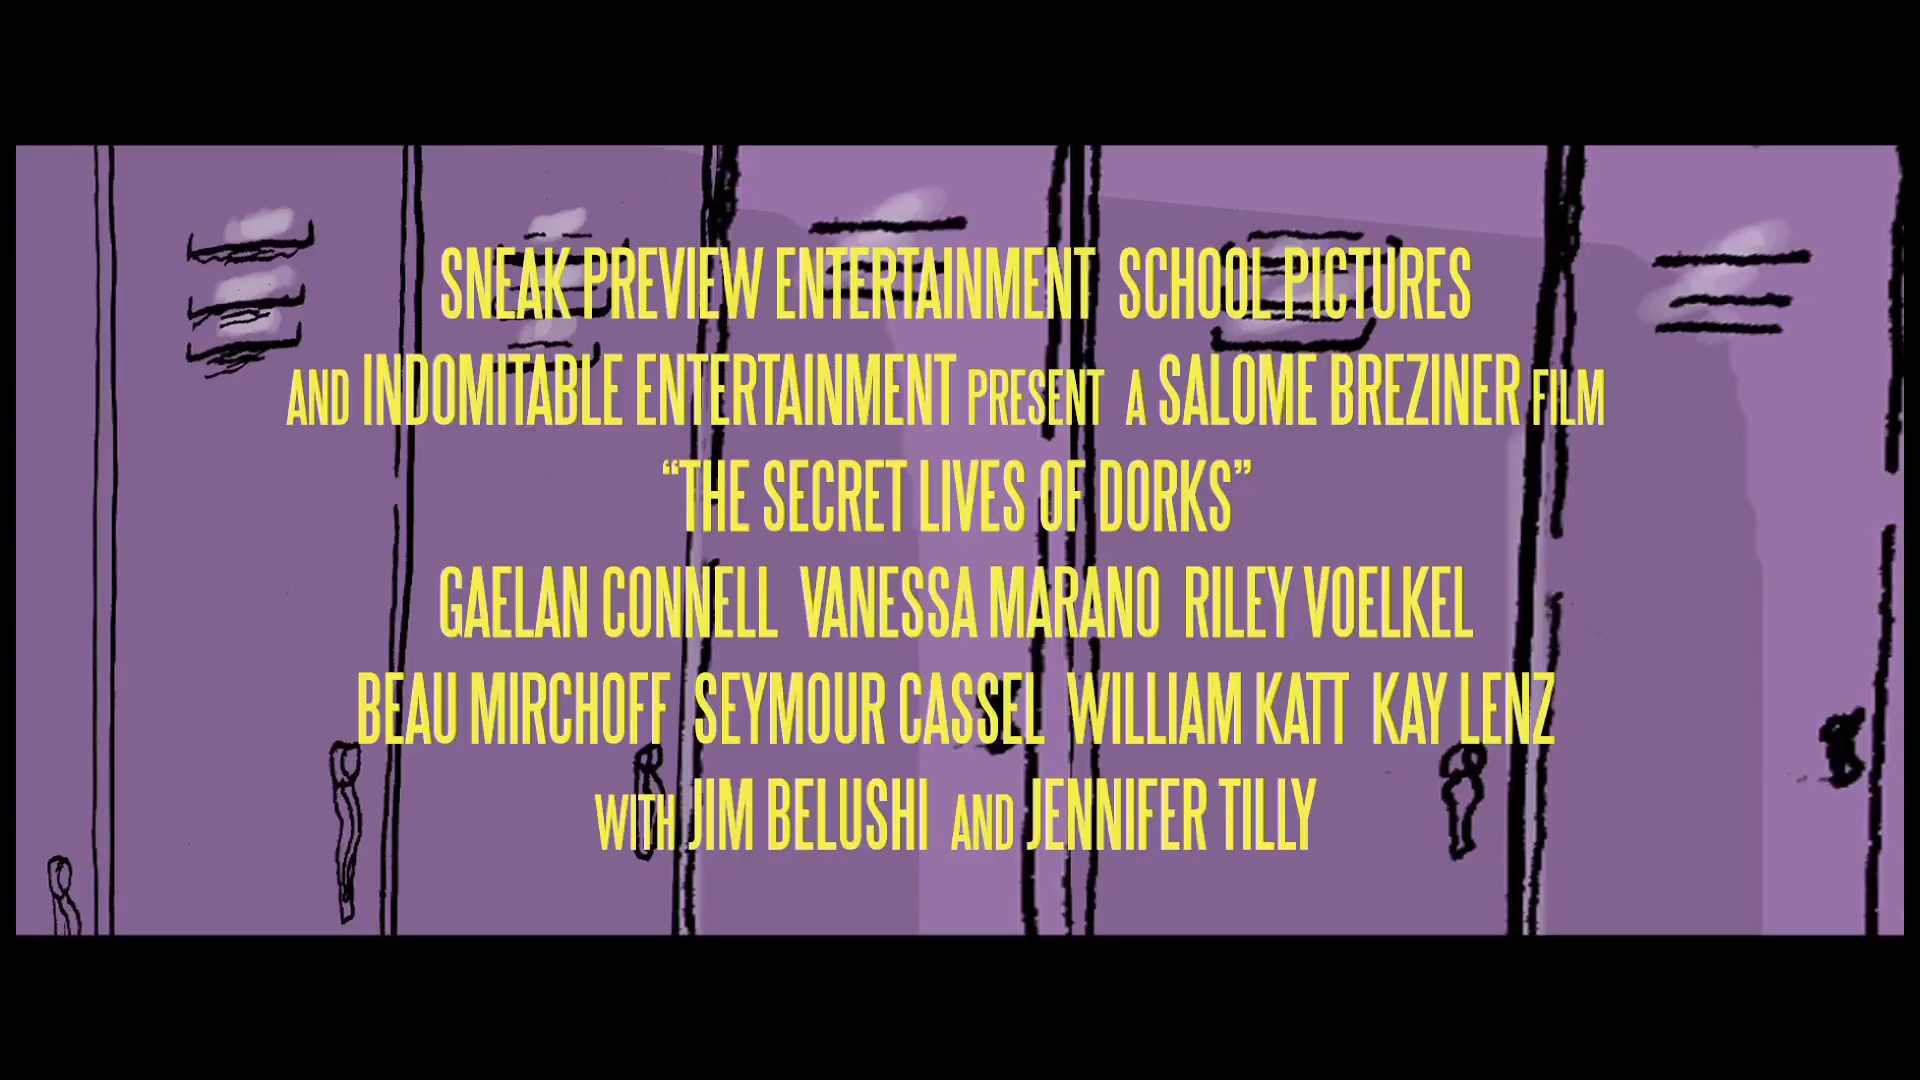 SNEAK PREVIEW ENTERTAINMENT SCHOOL PICTURES
AND INDOMITABLE ENTERTAINMENT PRESENT A SALOME BREZINER FILM
“THE SECRET LIVES OF DORKS”
GAELAN CONNELL VANESSA MARANO RILEY VOELKEL
BEAU MIRCHOFF SEYMOUR CASSEL WILLIAM KATT KAY LENZ
WITH JIM BELUSHI AND JENNIFER TILLY